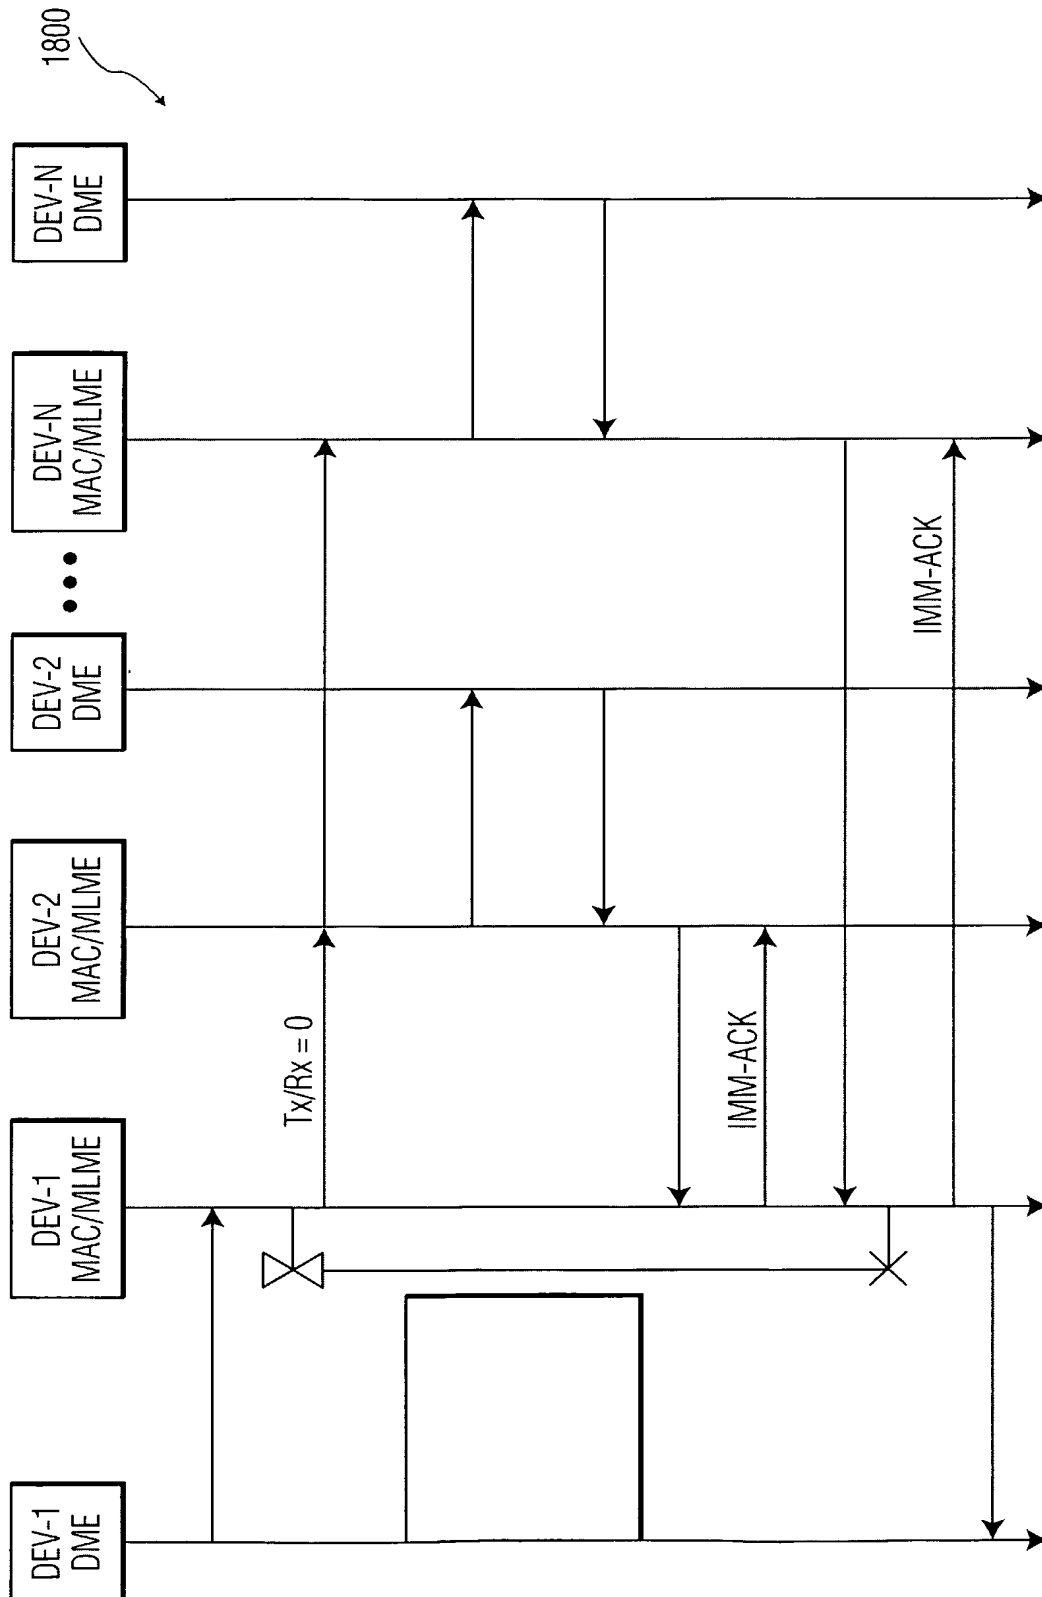 1800
DEV-1
DME
DEV-1
MAC/MLME
DEV-2
MAC/MLME
DEV-2
DME
•••
DEV-N
MAC/MLME
DEV-N
DME
Tx/Rx = 0
IMM-ACK
IMM-ACK